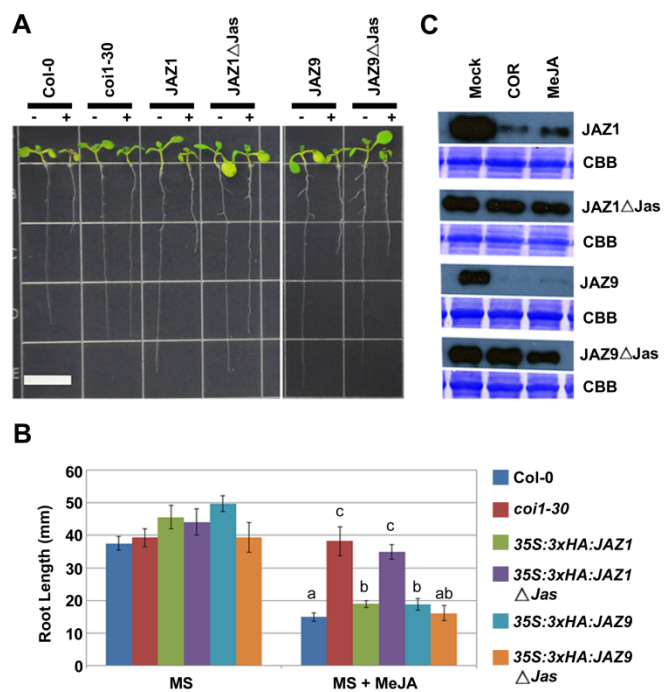 A
Col-0
coi1-30
JAZ1
JAZ1△Jas
JAZ9
JAZ9△Jas
- + - + - + - + - + - +
C
D
E
C
Mock
COR
MeJA
JAZ1
CBB
JAZ1△Jas
CBB
JAZ9
CBB
JAZ9△Jas
CBB
B
Root Length (mm)
60
50
40
30
20
10
0
a
c
b
c
b
ab
MS
MS + MeJA
Col-0
coi1-30
35S:3xHA:JAZ1
35S:3xHA:JAZ1
△Jas
35S:3xHA:JAZ9
35S:3xHA:JAZ9
△Jas